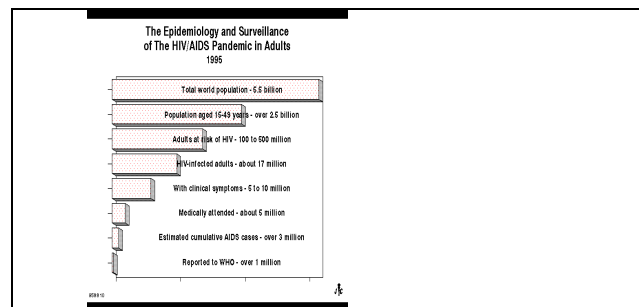 The Epidemiology and Surveillance
of The HIV/AIDS Pandemic in Adults
1995
Total world population - 5.5 billion
Population aged 15-49 years - over 2.5 billion
Adults at risk of HIV - 100 to 500 million
HIV-infected adults - about 17 million
With clinical symptoms - 5 to 10 million
Medically attended - about 5 million
Estimated cumulative AIDS cases - over 3 million
Reported to WHO - over 1 million